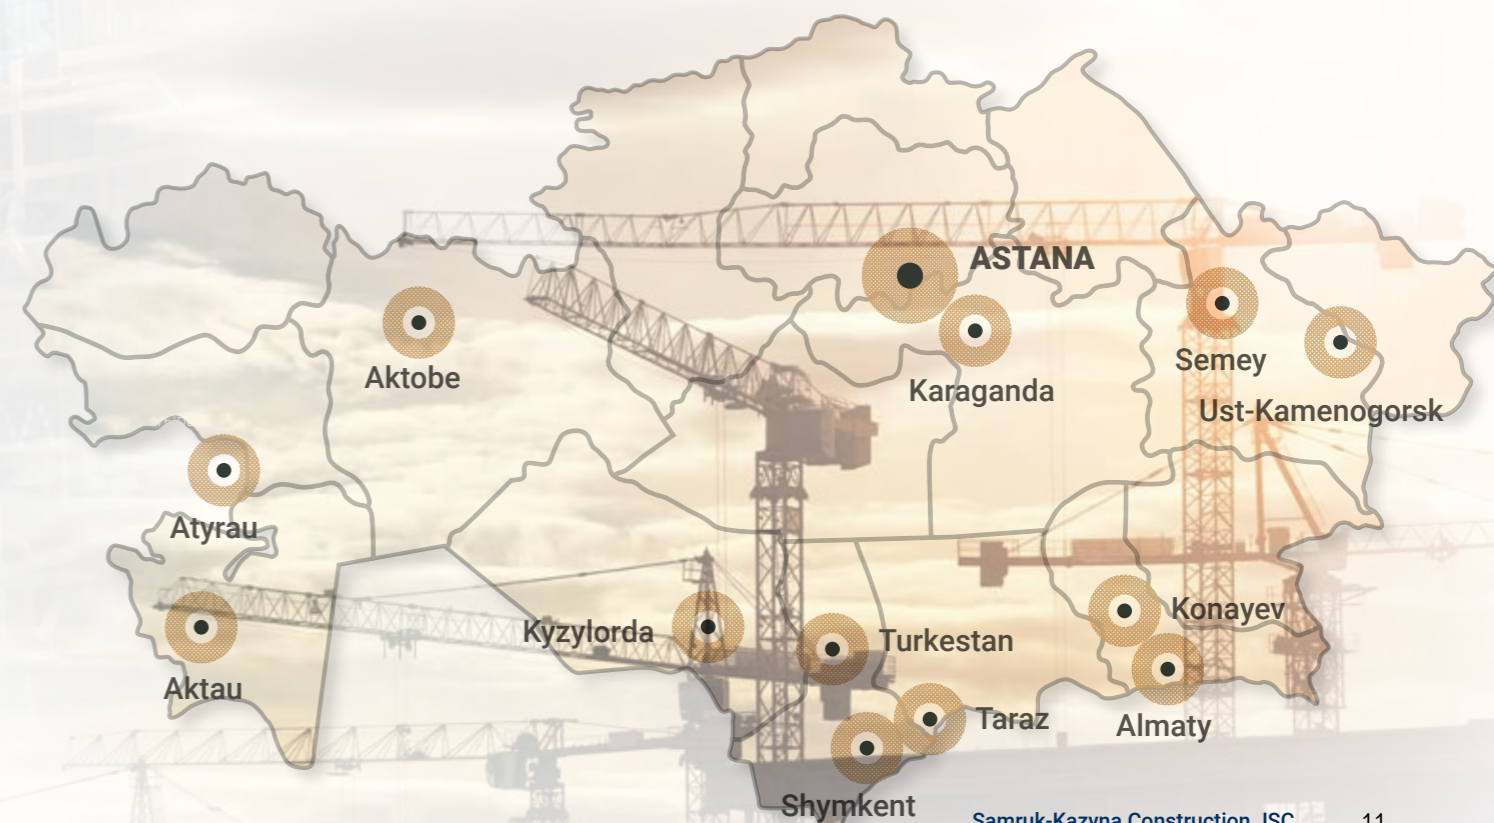 ASTANA
Semey
Aktobe
Karaganda
Ust-Kamenogorsk
Atyrau
Konayev
Kyzylorda
Turkestan
Aktau
Taraz
Almaty
Shymkent
Samruk-Kazyna Construction JSC 11